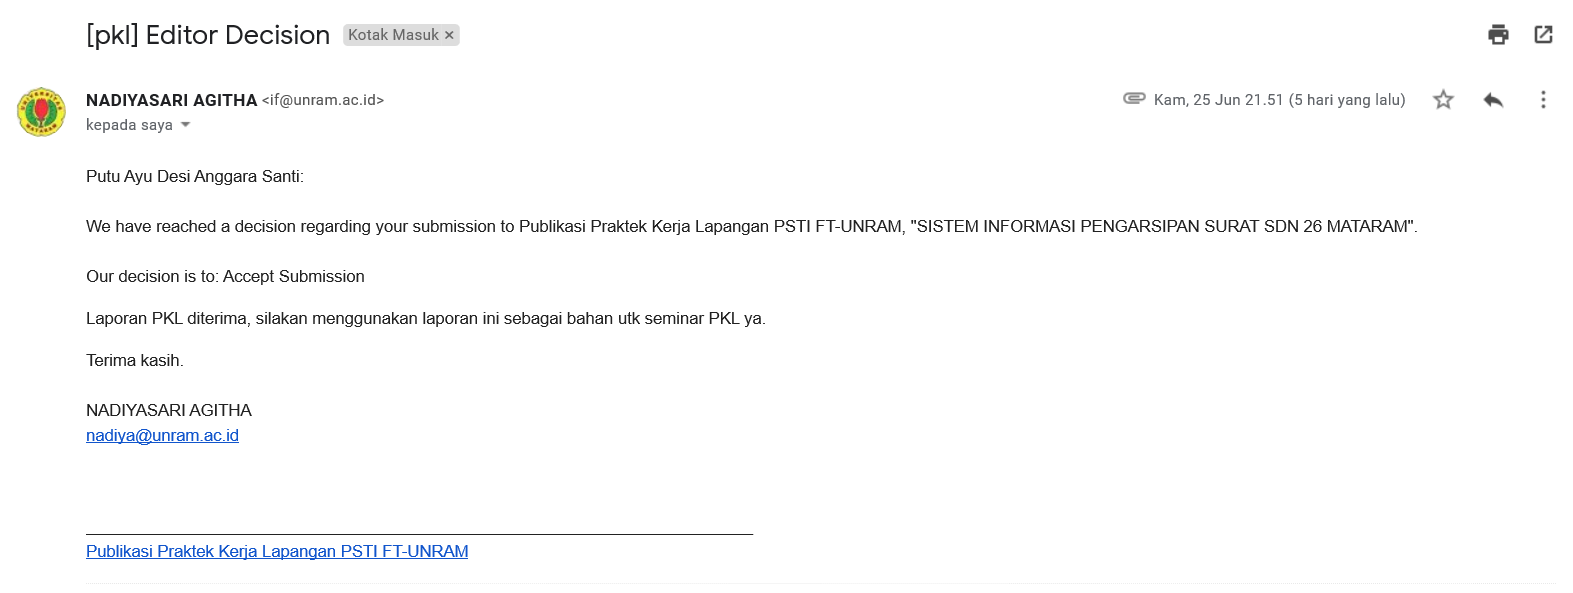 [pkl] Editor Decision Kotak Masuk ×
NADIYASARI AGITHA <if@unram.ac.id> Kam, 25 Jun 21.51 (5 hari yang lalu)
kepada saya
Putu Ayu Desi Anggara Santi:
We have reached a decision regarding your submission to Publikasi Praktek Kerja Lapangan PSTI FT-UNRAM, "SISTEM INFORMASI PENGARSIPAN SURAT SDN 26 MATARAM".
Our decision is to: Accept Submission
Laporan PKL diterima, silakan menggunakan laporan ini sebagai bahan utk seminar PKL ya.
Terima kasih.
NADIYASARI AGITHA
nadiya@unram.ac.id
Publikasi Praktek Kerja Lapangan PSTI FT-UNRAM